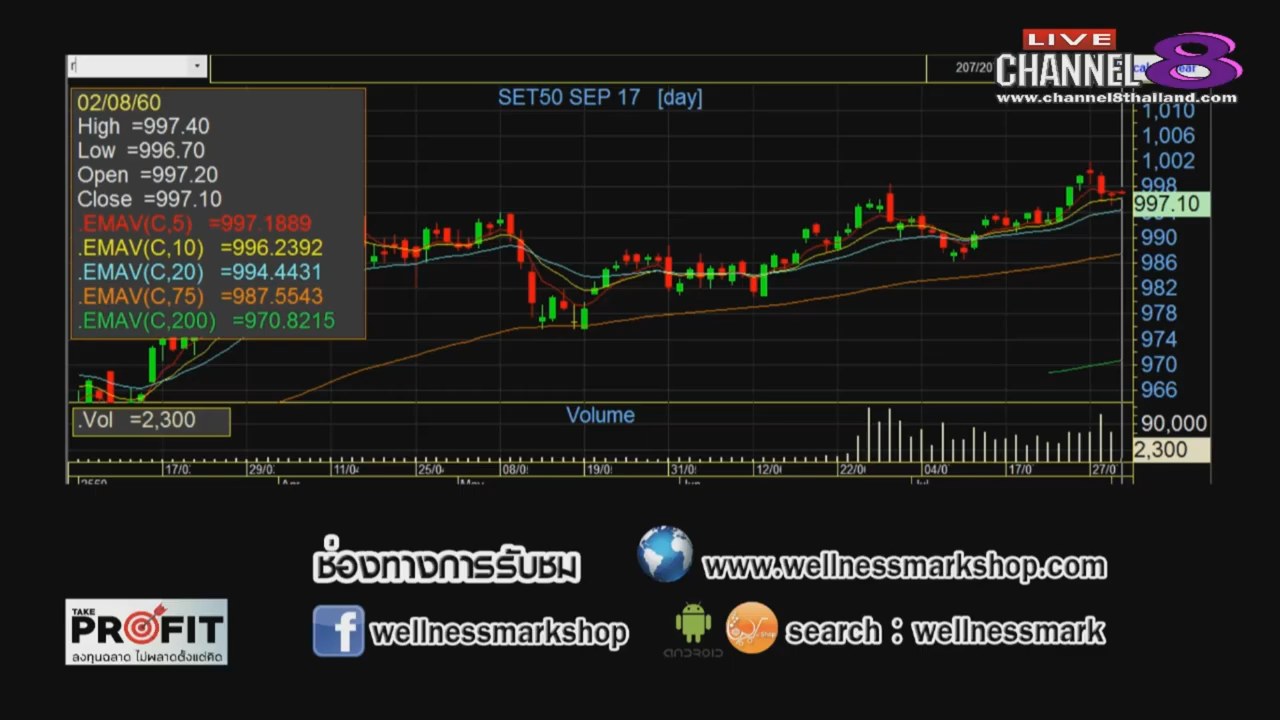 LIVE
CHANNEL 8
www.channel8thailand.com
r
207/20
SET50 SEP 17 [day]
02/08/60
High =997.40
Low =996.70
Open =997.20
Close =997.10
.EMAV(C,5) =997.1889
.EMAV(C,10) =996.2392
.EMAV(C,20) =994.4431
.EMAV(C,75) =987.5543
.EMAV(C,200) =970.8215
1,010
1,006
1,002
998
997.10
990
986
982
978
974
970
966
.Vol =2,300
Volume
90,000
2,300
17/0 29/0 11/0 25/0 08/0 19/0 31/0 12/0 22/0 04/0 17/0 27/0
2560 Apr May Jun Jul
ช่องทางการรับชม
www.wellnessmarkshop.com
TAKE
PROFIT
ลงทุนฉลาด ไม่พลาดตั้งแต่คิด
wellnessmarkshop
ANDROID
search : wellnessmark